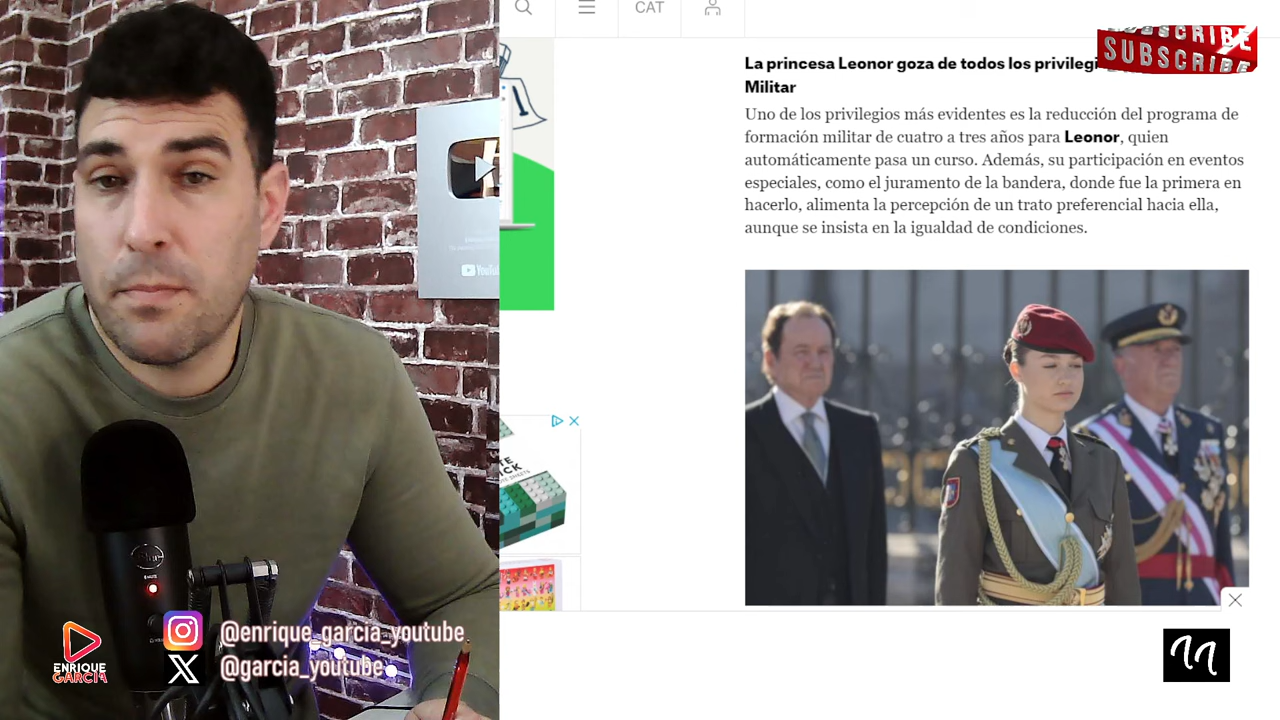 CAT
SUBSCRIBE
SUBSCRIBE
La princesa Leonor goza de todos los
Militar
Uno de los privilegios más evidentes es la reducción del programa de
formación militar de cuatro a tres años para Leonor, quien
automáticamente pasa un curso. Además, su participación en eventos
especiales, como el juramento de la bandera, donde fue la primera en
hacerlo, alimenta la percepción de un trato preferencial hacia ella,
aunque se insista en la igualdad de condiciones.
@enrique_garcia_youtube
@garcia_youtube
ENRIQUE
GARCIA